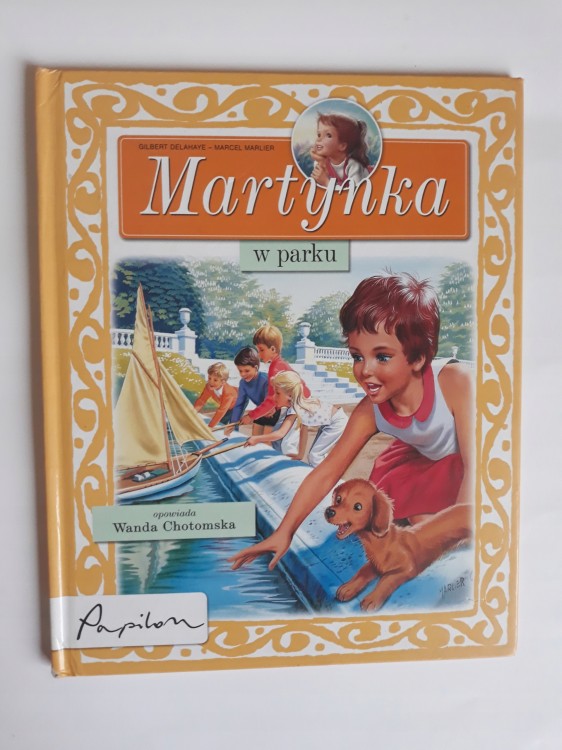 GILBERT DELAHAYE – MARCEL MARLIER
Martynka
w parku
opowiada
Wanda Chotomska
Papilon